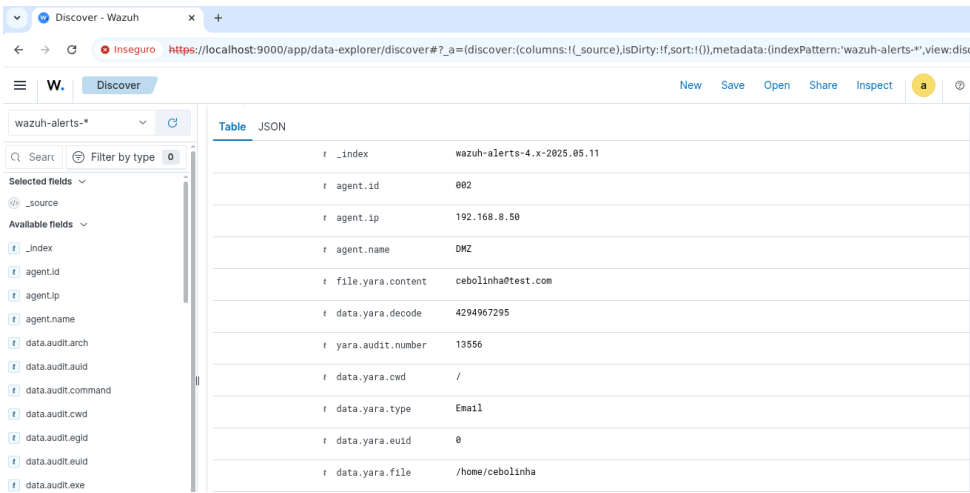 Discover - Wazuh
Inseguro https://localhost:9000/app/data-explorer/discover#?_a=(discover:(columns:!(_source),isDirty:!f,sort:!()),metadata:(indexPattern:'wazuh-alerts-*',view:disc
W. Discover New Save Open Share Inspect a
wazuh-alerts-*
Table JSON
Searc Filter by type 0
Selected fields
_source
Available fields
_index
agent.id
agent.ip
agent.name
data.audit.arch
data.audit.auid
data.audit.command
data.audit.cwd
data.audit.egid
data.audit.euid
data.audit.exe
t _index wazuh-alerts-4.x-2025.05.11
t agent.id 002
t agent.ip 192.168.8.50
t agent.name DMZ
t file.yara.content cebolinha@test.com
t data.yara.decode 4294967295
t yara.audit.number 13556
t data.yara.cwd /
t data.yara.type Email
t data.yara.euid 0
t data.yara.file /home/cebolinha